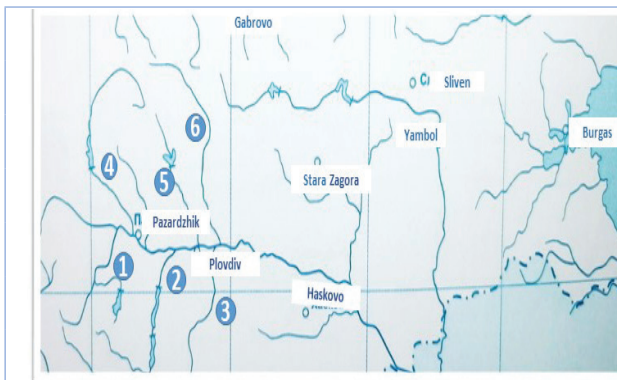 Gabrovo
Sliven
Yambol
Burgas
6
4
5
Stara Zagora
Pazardzhik
Plovdiv
1
2
Haskovo
3